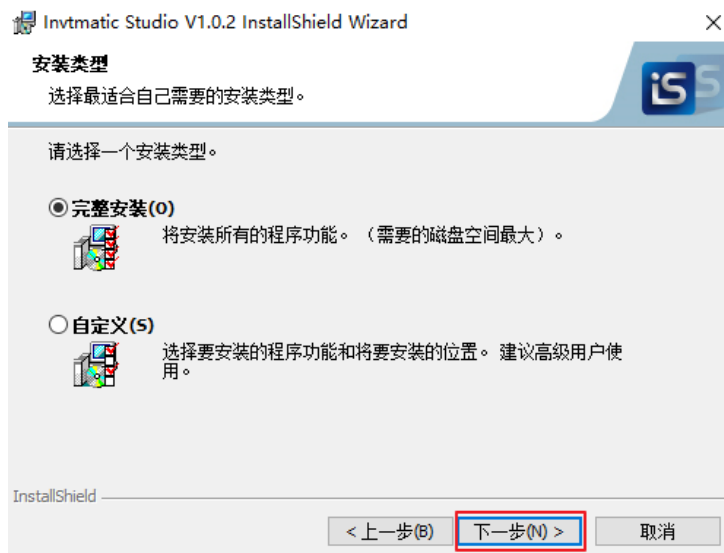 Invtmatic Studio V1.0.2 InstallShield Wizard
安装类型
选择最适合自己需要的安装类型。
iS
请选择一个安装类型。
完整安装(O)
将安装所有的程序功能。（需要的磁盘空间最大）。
自定义(S)
选择要安装的程序功能和将要安装的位置。建议高级用户使
用。
InstallShield
< 上一步(B)
下一步(N) >
取消